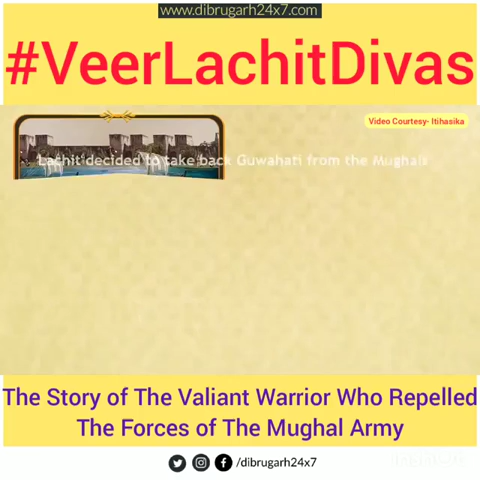 www.dibrugarh24x7.com
#VeerLachitDivas
Video Courtesy- Itihasika
Lachit decided to take back Guwahati from the Mughals
The Story of The Valiant Warrior Who Repelled
The Forces of The Mughal Army
/dibrugarh24x7